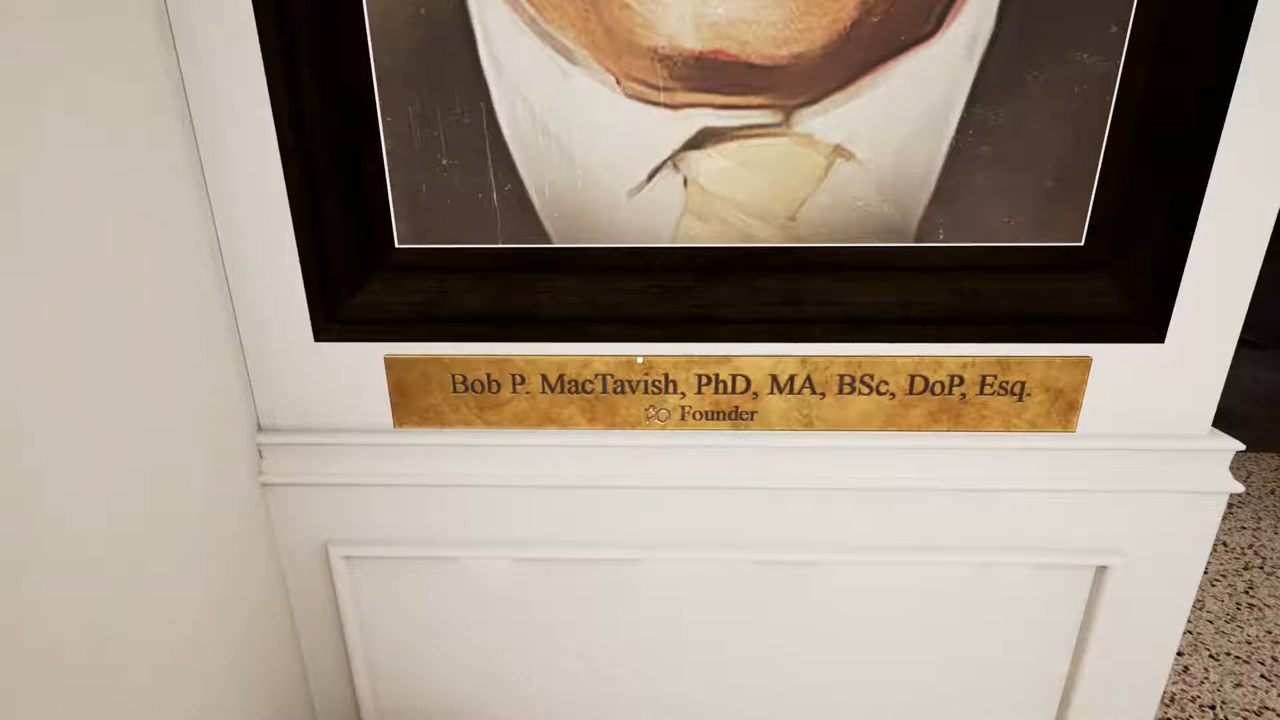 Bob P. MacTavish, PhD, MA, BSc, DoP, Esq.
Founder